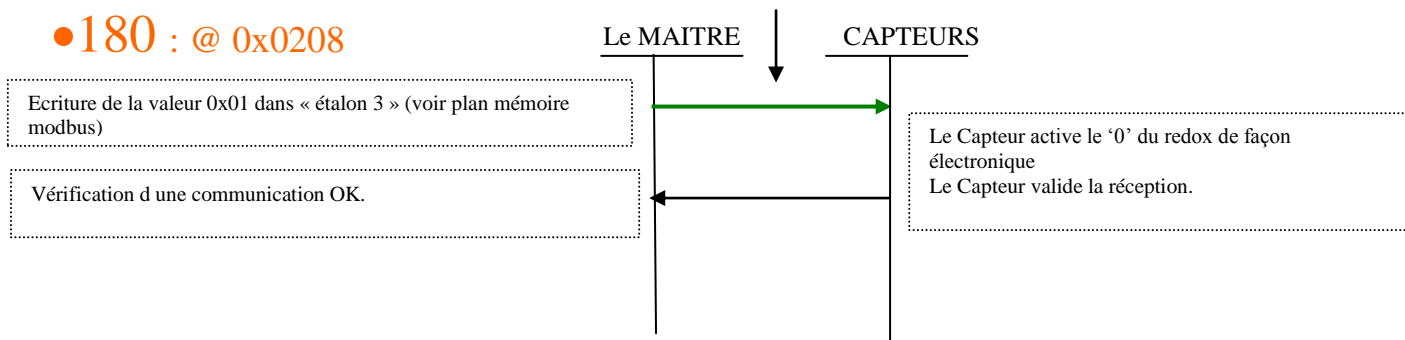 •180 : @ 0x0208
Le MAITRE
CAPTEURS
Ecriture de la valeur 0x01 dans « étalon 3 » (voir plan mémoire
modbus)
Le Capteur active le ‘0’ du redox de façon
électronique
Le Capteur valide la réception.
Vérification d une communication OK.